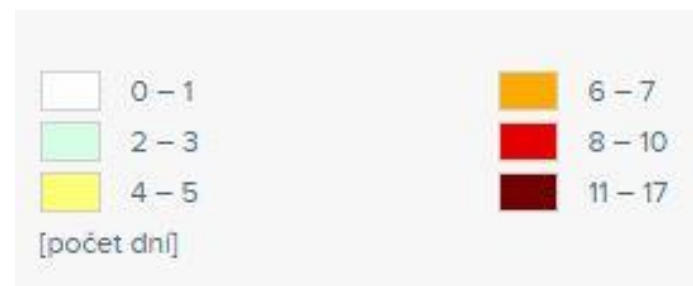 0 – 1
2 – 3
4 – 5
[počet dní]
6 – 7
8 – 10
11 – 17